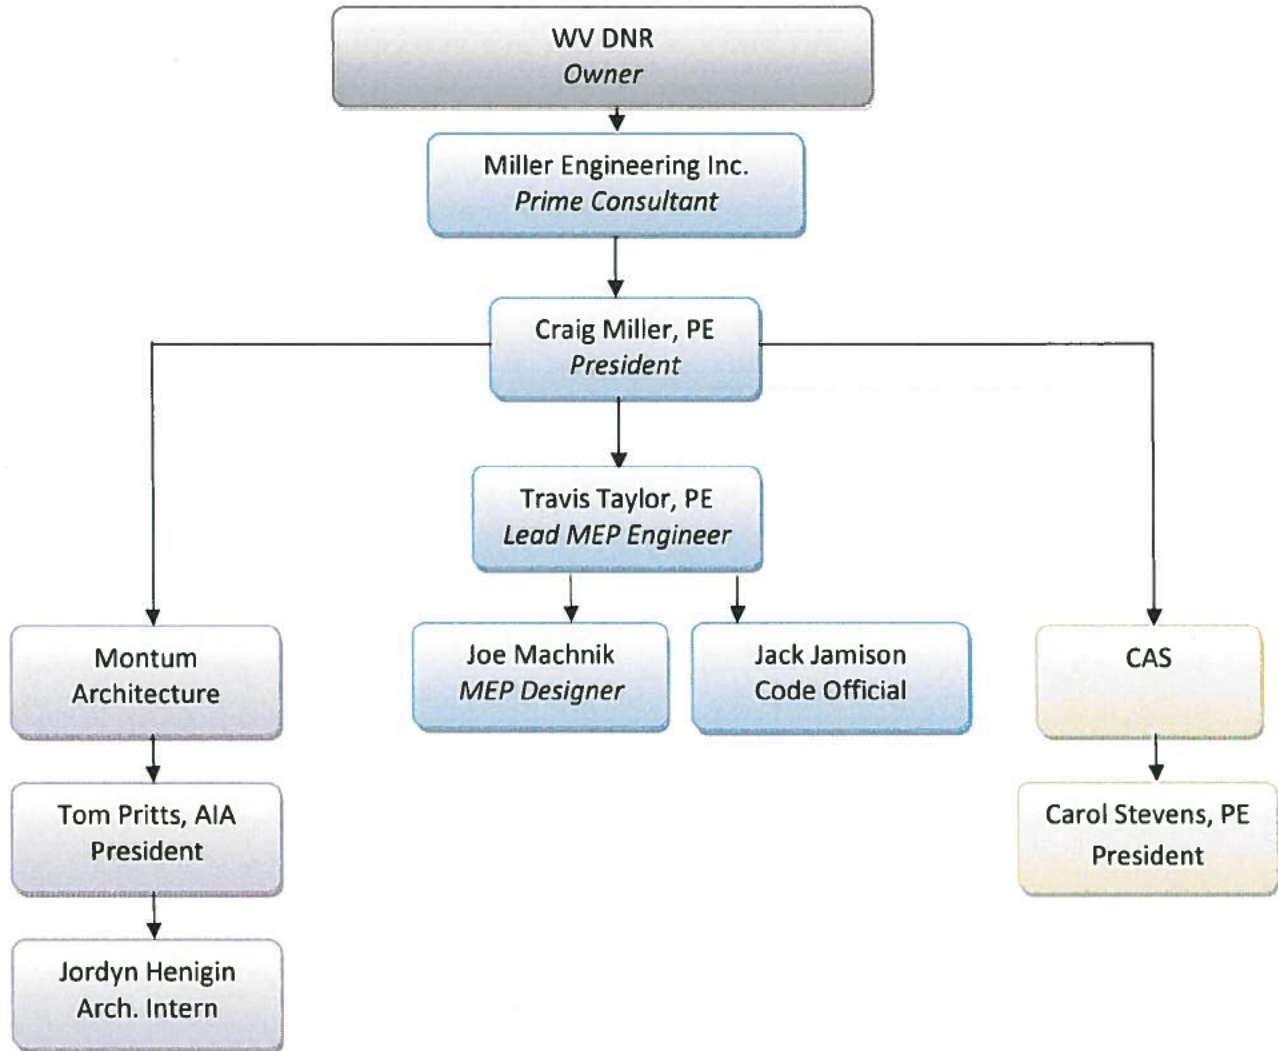 WV DNR
Owner
Miller Engineering Inc.
Prime Consultant
Craig Miller, PE
President
Travis Taylor, PE
Lead MEP Engineer
Joe Machnik
MEP Designer
Jack Jamison
Code Official
Montum
Architecture
Tom Pritts, AIA
President
Jordyn Henigin
Arch. Intern
CAS
Carol Stevens, PE
President